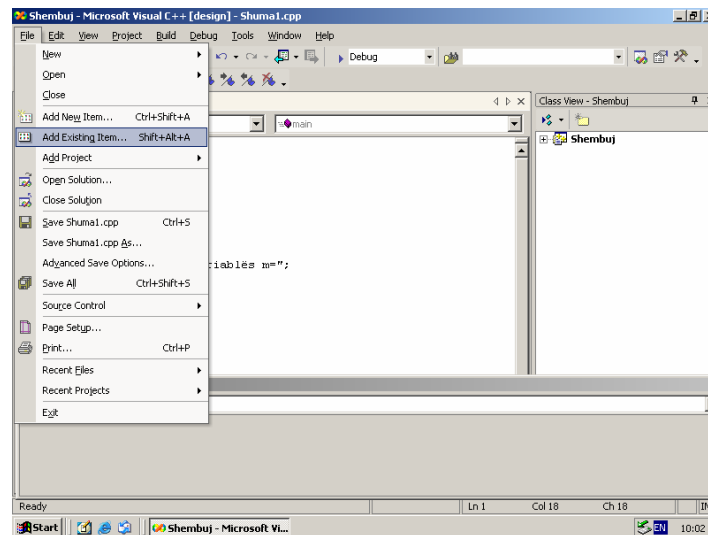 Shembuj - Microsoft Visual C++ [design] - Shuma1.cpp
File Edit View Project Build Debug Tools Window Help
New
Debug
Open
Close
Class View - Shembuj
Add New Item... Ctrl+Shift+A
main
Add Existing Item... Shift+Alt+A
Shembuj
Add Project
Open Solution...
Close Solution
Save Shuma1.cpp Ctrl+S
Save Shuma1.cpp As...
Advanced Save Options...
iablës m=";
Save All Ctrl+Shift+S
Source Control
Page Setup...
Print... Ctrl+P
Recent Files
Recent Projects
Exit
Ready Ln 1 Col 18 Ch 18
Start Shembuj - Microsoft Vi... EN 10:02